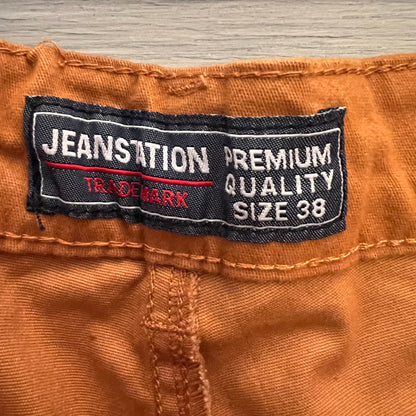 JEANSTATION
TRADEMARK
PREMIUM
QUALITY
SIZE 38